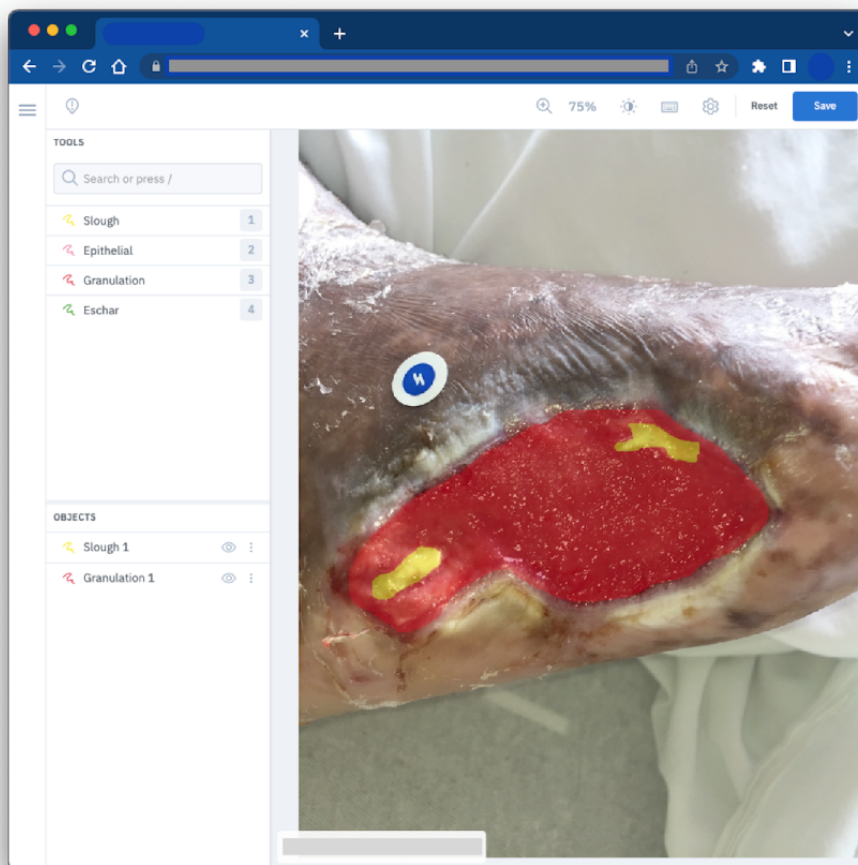 75%
Reset
Save
TOOLS
Search or press /
Slough 1
Epithelial 2
Granulation 3
Eschar 4
OBJECTS
Slough 1
Granulation 1